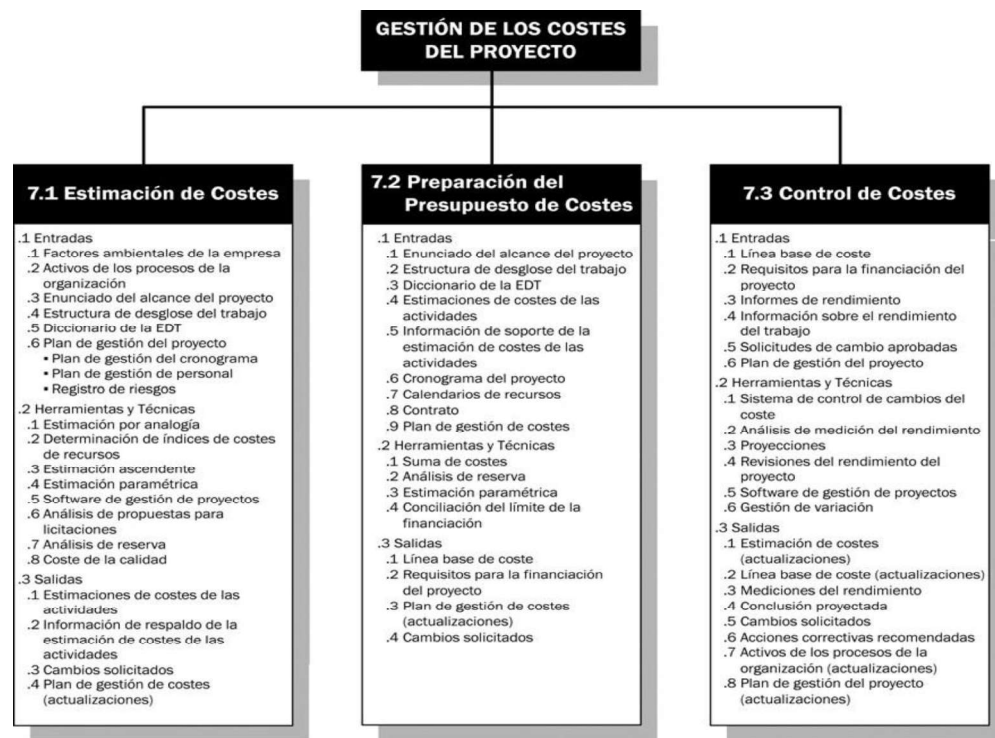 GESTIÓN DE LOS COSTES
DEL PROYECTO
7.1 Estimación de Costes
.1 Entradas
.1 Factores ambientales de la empresa
.2 Activos de los procesos de la
organización
.3 Enunciado del alcance del proyecto
.4 Estructura de desglose del trabajo
.5 Diccionario de la EDT
.6 Plan de gestión del proyecto
▪ Plan de gestión del cronograma
▪ Plan de gestión de personal
▪ Registro de riesgos
.2 Herramientas y Técnicas
.1 Estimación por analogía
.2 Determinación de índices de costes
de recursos
.3 Estimación ascendente
.4 Estimación paramétrica
.5 Software de gestión de proyectos
.6 Análisis de propuestas para
licitaciones
.7 Análisis de reserva
.8 Coste de la calidad
.3 Salidas
.1 Estimaciones de costes de las
actividades
.2 Información de respaldo de la
estimación de costes de las
actividades
.3 Cambios solicitados
.4 Plan de gestión de costes
(actualizaciones)
7.2 Preparación del
Presupuesto de Costes
.1 Entradas
.1 Enunciado del alcance del proyecto
.2 Estructura de desglose del trabajo
.3 Diccionario de la EDT
.4 Estimaciones de costes de las
actividades
.5 Información de soporte de la
estimación de costes de las
actividades
.6 Cronograma del proyecto
.7 Calendarios de recursos
.8 Contrato
.9 Plan de gestión de costes
.2 Herramientas y Técnicas
.1 Suma de costes
.2 Análisis de reserva
.3 Estimación paramétrica
.4 Conciliación del límite de la
financiación
.3 Salidas
.1 Línea base de coste
.2 Requisitos para la financiación
del proyecto
.3 Plan de gestión de costes
(actualizaciones)
.4 Cambios solicitados
7.3 Control de Costes
.1 Entradas
.1 Línea base de coste
.2 Requisitos para la financiación del
proyecto
.3 Informes de rendimiento
.4 Información sobre el rendimiento
del trabajo
.5 Solicitudes de cambio aprobadas
.6 Plan de gestión del proyecto
.2 Herramientas y Técnicas
.1 Sistema de control de cambios del
coste
.2 Análisis de medición del rendimiento
.3 Proyecciones
.4 Revisiones del rendimiento del
proyecto
.5 Software de gestión de proyectos
.6 Gestión de variación
.3 Salidas
.1 Estimación de costes
(actualizaciones)
.2 Línea base de coste (actualizaciones)
.3 Mediciones del rendimiento
.4 Conclusión proyectada
.5 Cambios solicitados
.6 Acciones correctivas recomendadas
.7 Activos de los procesos de la
organización (actualizaciones)
.8 Plan de gestión del proyecto
(actualizaciones)